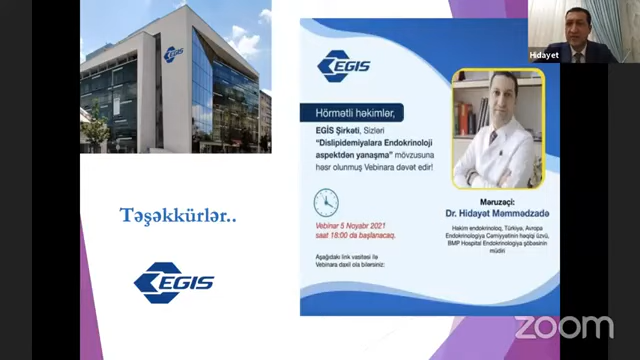 EGIS
EGIS
Hidayet
Hörmətli həkimlər,
EGİS Şirkəti, Sizləri
"Dislipidemiyalara Endokrinoloji
aspektdən yanaşma" mövzusuna
həsr olunmuş Vebinara dəvət edir!
Vebinar 5 Noyabr 2021
saat 18:00 da başlanacaq.
Aşağıdakı link vasitəsi ilə
Vebinara daxil ola bilərsiniz:
Məruzəçi:
Dr. Hidayət Məmmədzadə
Həkim endokrinoloq, Türkiyə, Avropa
Endokrinologiya Cəmiyyətinin həqiqi üzvü,
BMP Hospital Endokrinologiya şöbəsinin
müdiri
Təşəkkürlər..
EGIS
zoom